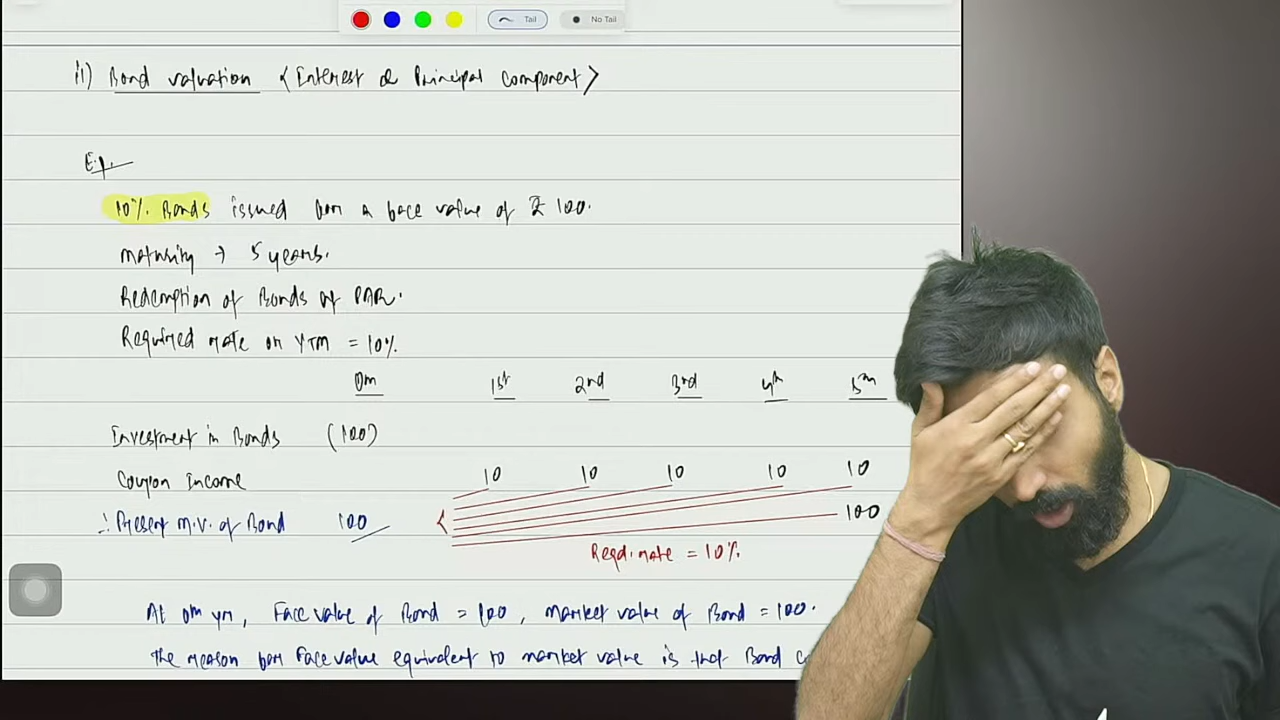 Tail
No Tail
ii) Bond valuation <Interest & Principal component>
Eg.
10% Bonds issued for a face value of ₹ 100.
Maturity → 5 years.
Redemption of Bonds at PAR.
Required rate or YTM = 10%.
0th 1st 2nd 3rd 4th 5th
Investment in Bonds (100)
Coupon Income 10 10 10 10 10
∴ Present M.V. of Bond 100 100
Reqd. rate = 10%
At 0th yr, Face value of Bond = 100, market value of Bond = 100.
The reason for Face value equivalent to market value is that Bond